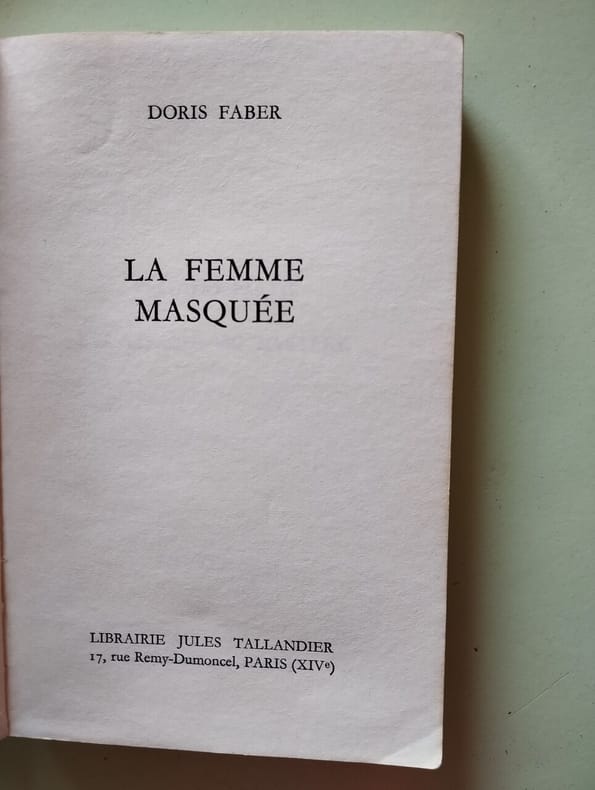 DORIS FABER
LA FEMME
MASQUÉE
LIBRAIRIE JULES TALLANDIER
17, rue Remy-Dumoncel, PARIS (XIVe)